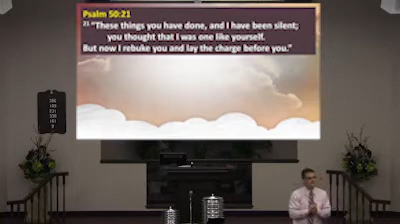 Psalm 50:21
21 "These things you have done, and I have been silent;
you thought that I was one like yourself.
But now I rebuke you and lay the charge before you."